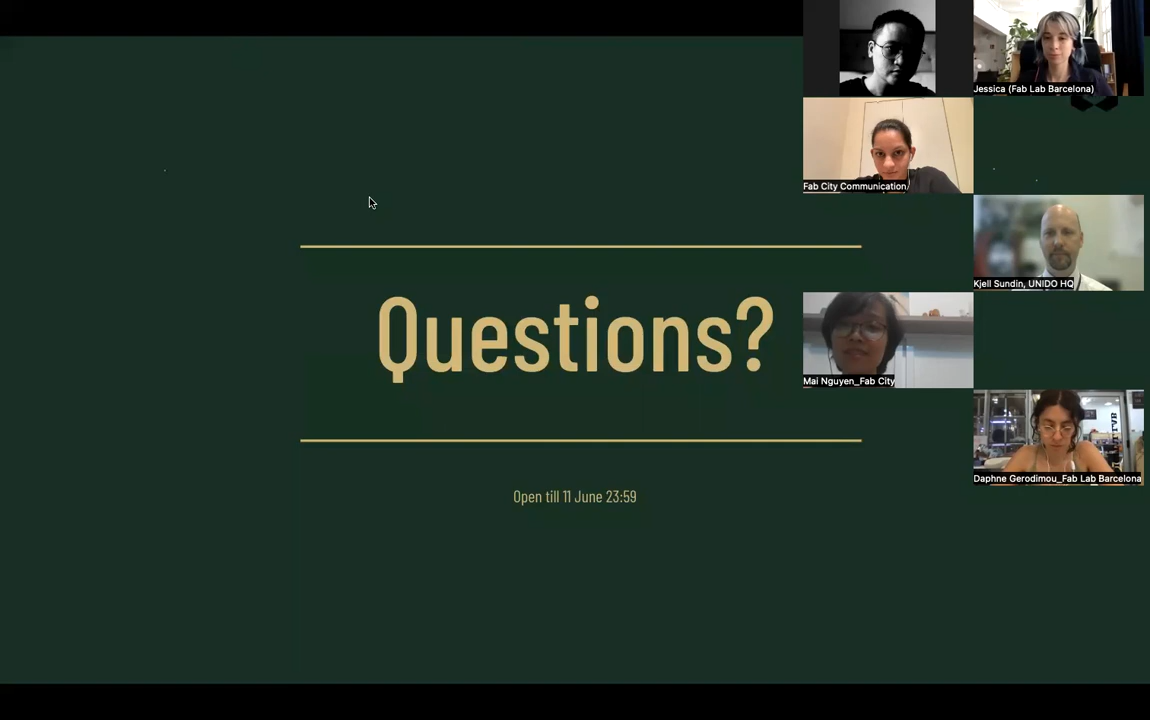 Jessica (Fab Lab Barcelona)
Fab City Communication
Kjell Sundin, UNIDO HQ
Questions?
Mai Nguyen_Fab City
Daphne Gerodimou_Fab Lab Barcelona
Open till 11 June 23:59